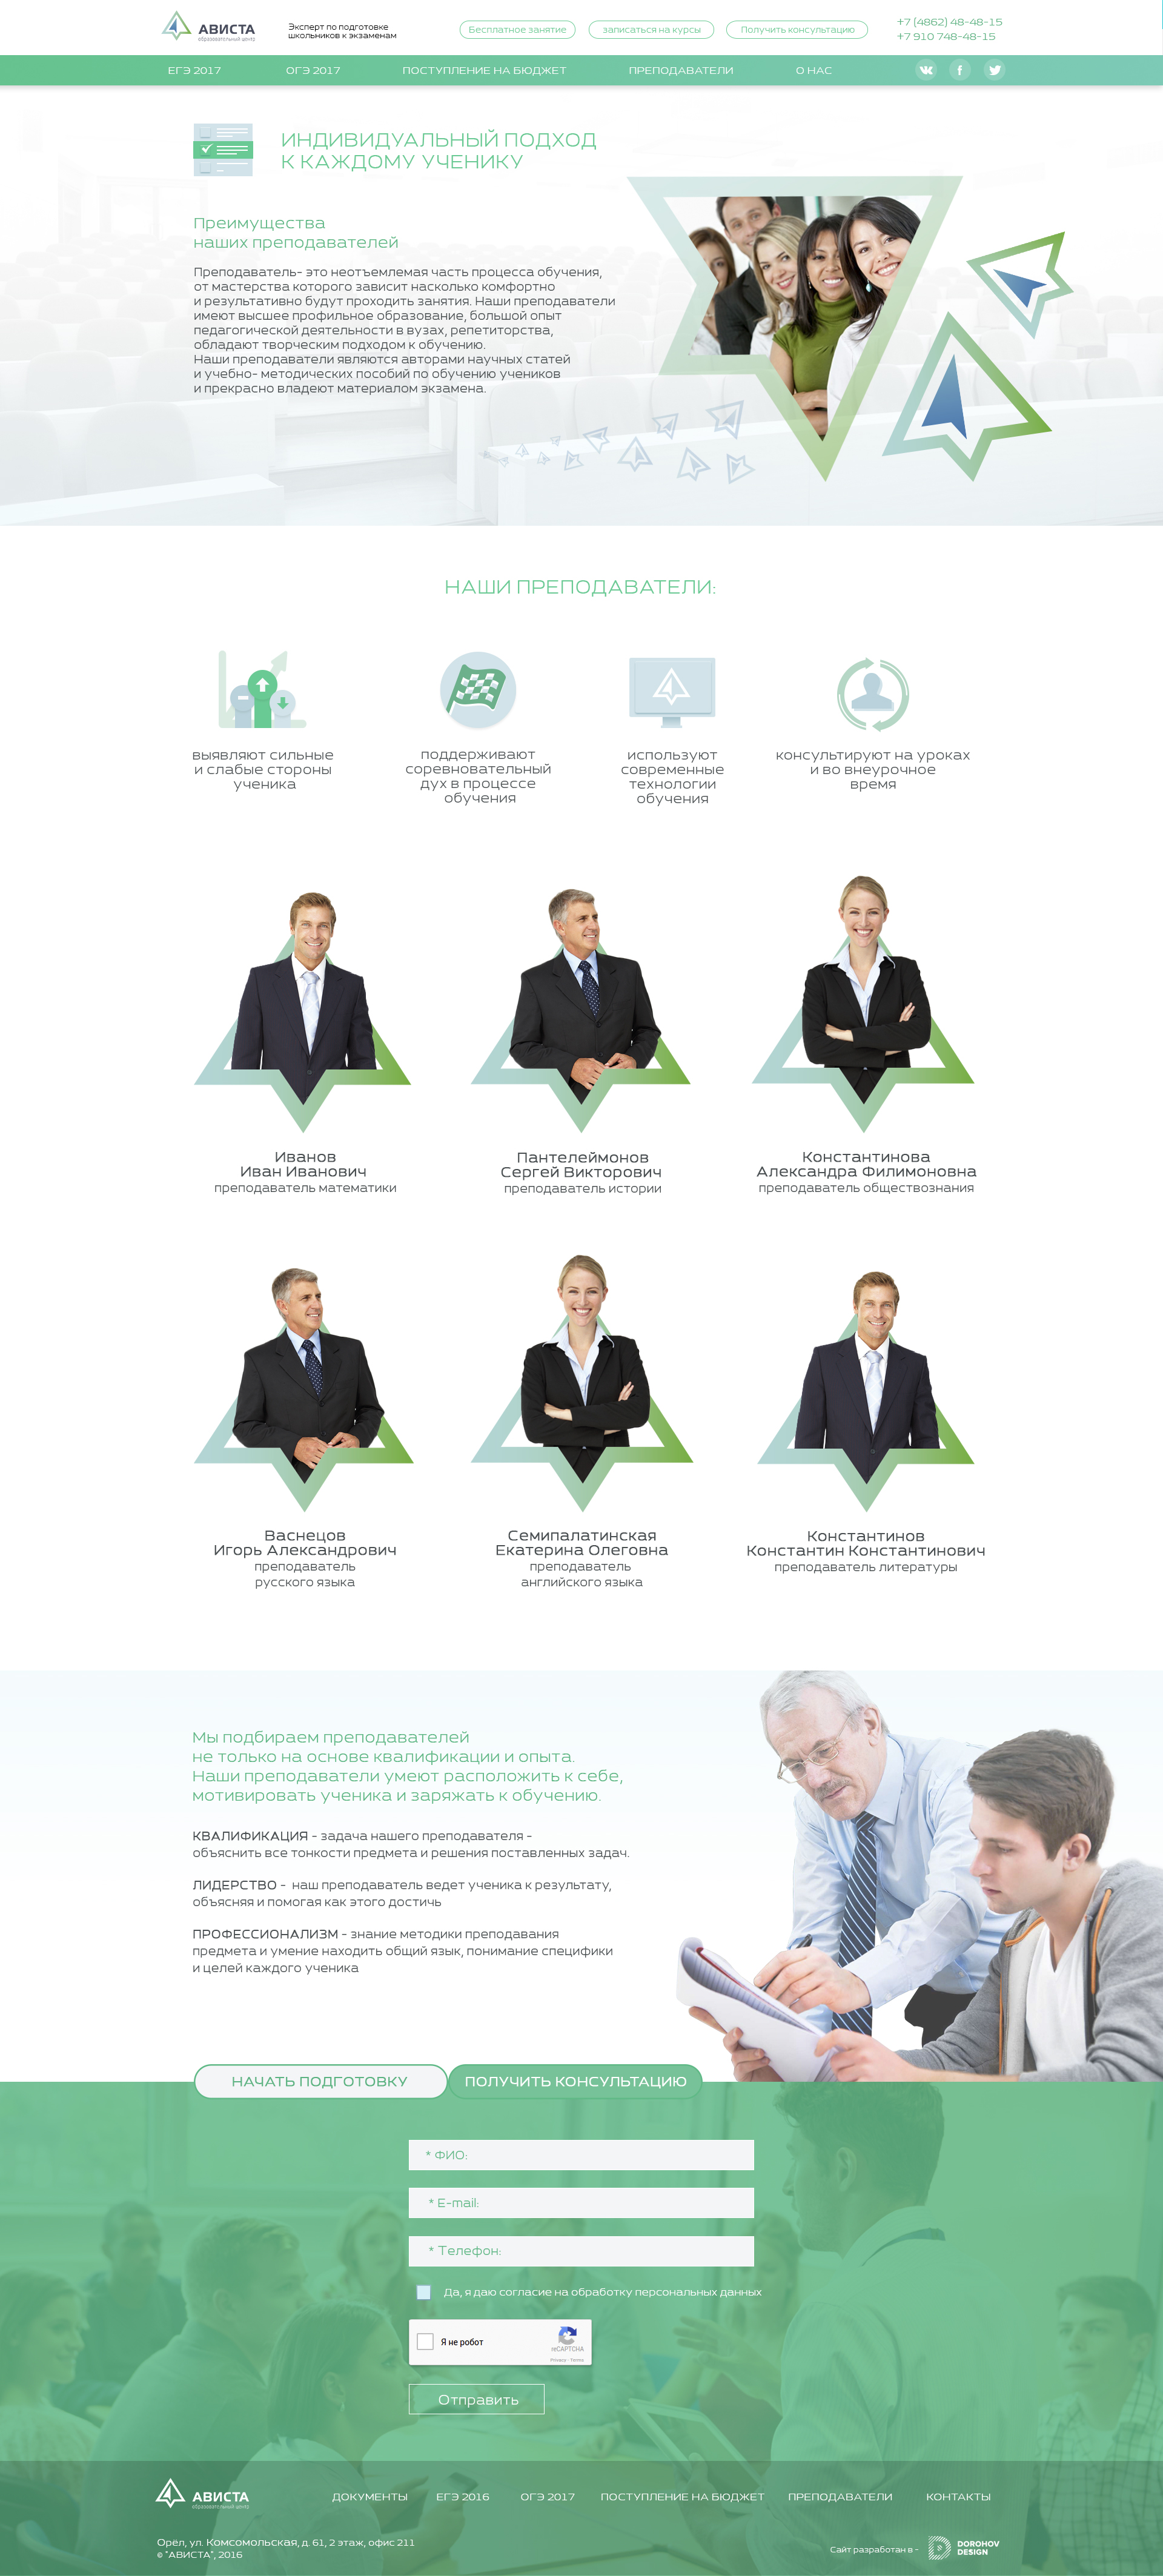 АВИСТА
образовательный центр
Эксперт по подготовке
школьников к экзаменам
Бесплатное занятие
записаться на курсы
Получить консультацию
+7 (4862) 48-48-15
+7 910 748-48-15
ЕГЭ 2017
ОГЭ 2017
ПОСТУПЛЕНИЕ НА БЮДЖЕТ
ПРЕПОДАВАТЕЛИ
О НАС
ИНДИВИДУАЛЬНЫЙ ПОДХОД
К КАЖДОМУ УЧЕНИКУ
Преимущества
наших преподавателей
Преподаватель- это неотъемлемая часть процесса обучения,
от мастерства которого зависит насколько комфортно
и результативно будут проходить занятия. Наши преподаватели
имеют высшее профильное образование, большой опыт
педагогической деятельности в вузах, репетиторства,
обладают творческим подходом к обучению.
Наши преподаватели являются авторами научных статей
и учебно- методических пособий по обучению учеников
и прекрасно владеют материалом экзамена.
НАШИ ПРЕПОДАВАТЕЛИ:
выявляют сильные
и слабые стороны
ученика
поддерживают
соревновательный
дух в процессе
обучения
используют
современные
технологии
обучения
консультируют на уроках
и во внеурочное
время
Иванов
Иван Иванович
преподаватель математики
Пантелеймонов
Сергей Викторович
преподаватель истории
Константинова
Александра Филимоновна
преподаватель обществознания
Васнецов
Игорь Александрович
преподаватель
русского языка
Семипалатинская
Екатерина Олеговна
преподаватель
английского языка
Константинов
Константин Константинович
преподаватель литературы
Мы подбираем преподавателей
не только на основе квалификации и опыта.
Наши преподаватели умеют расположить к себе,
мотивировать ученика и заряжать к обучению.
КВАЛИФИКАЦИЯ - задача нашего преподавателя -
объяснить все тонкости предмета и решения поставленных задач.
ЛИДЕРСТВО - наш преподаватель ведет ученика к результату,
объясняя и помогая как этого достичь
ПРОФЕССИОНАЛИЗМ - знание методики преподавания
предмета и умение находить общий язык, понимание специфики
и целей каждого ученика
НАЧАТЬ ПОДГОТОВКУ
ПОЛУЧИТЬ КОНСУЛЬТАЦИЮ
* ФИО:
* E-mail:
* Телефон:
Да, я даю согласие на обработку персональных данных
Я не робот
reCAPTCHA
Privacy - Terms
Отправить
АВИСТА
образовательный центр
ДОКУМЕНТЫ
ЕГЭ 2016
ОГЭ 2017
ПОСТУПЛЕНИЕ НА БЮДЖЕТ
ПРЕПОДАВАТЕЛИ
КОНТАКТЫ
Орёл, ул. Комсомольская, д. 61, 2 этаж, офис 211
© "АВИСТА", 2016
Сайт разработан в -
DOROHOV
DESIGN